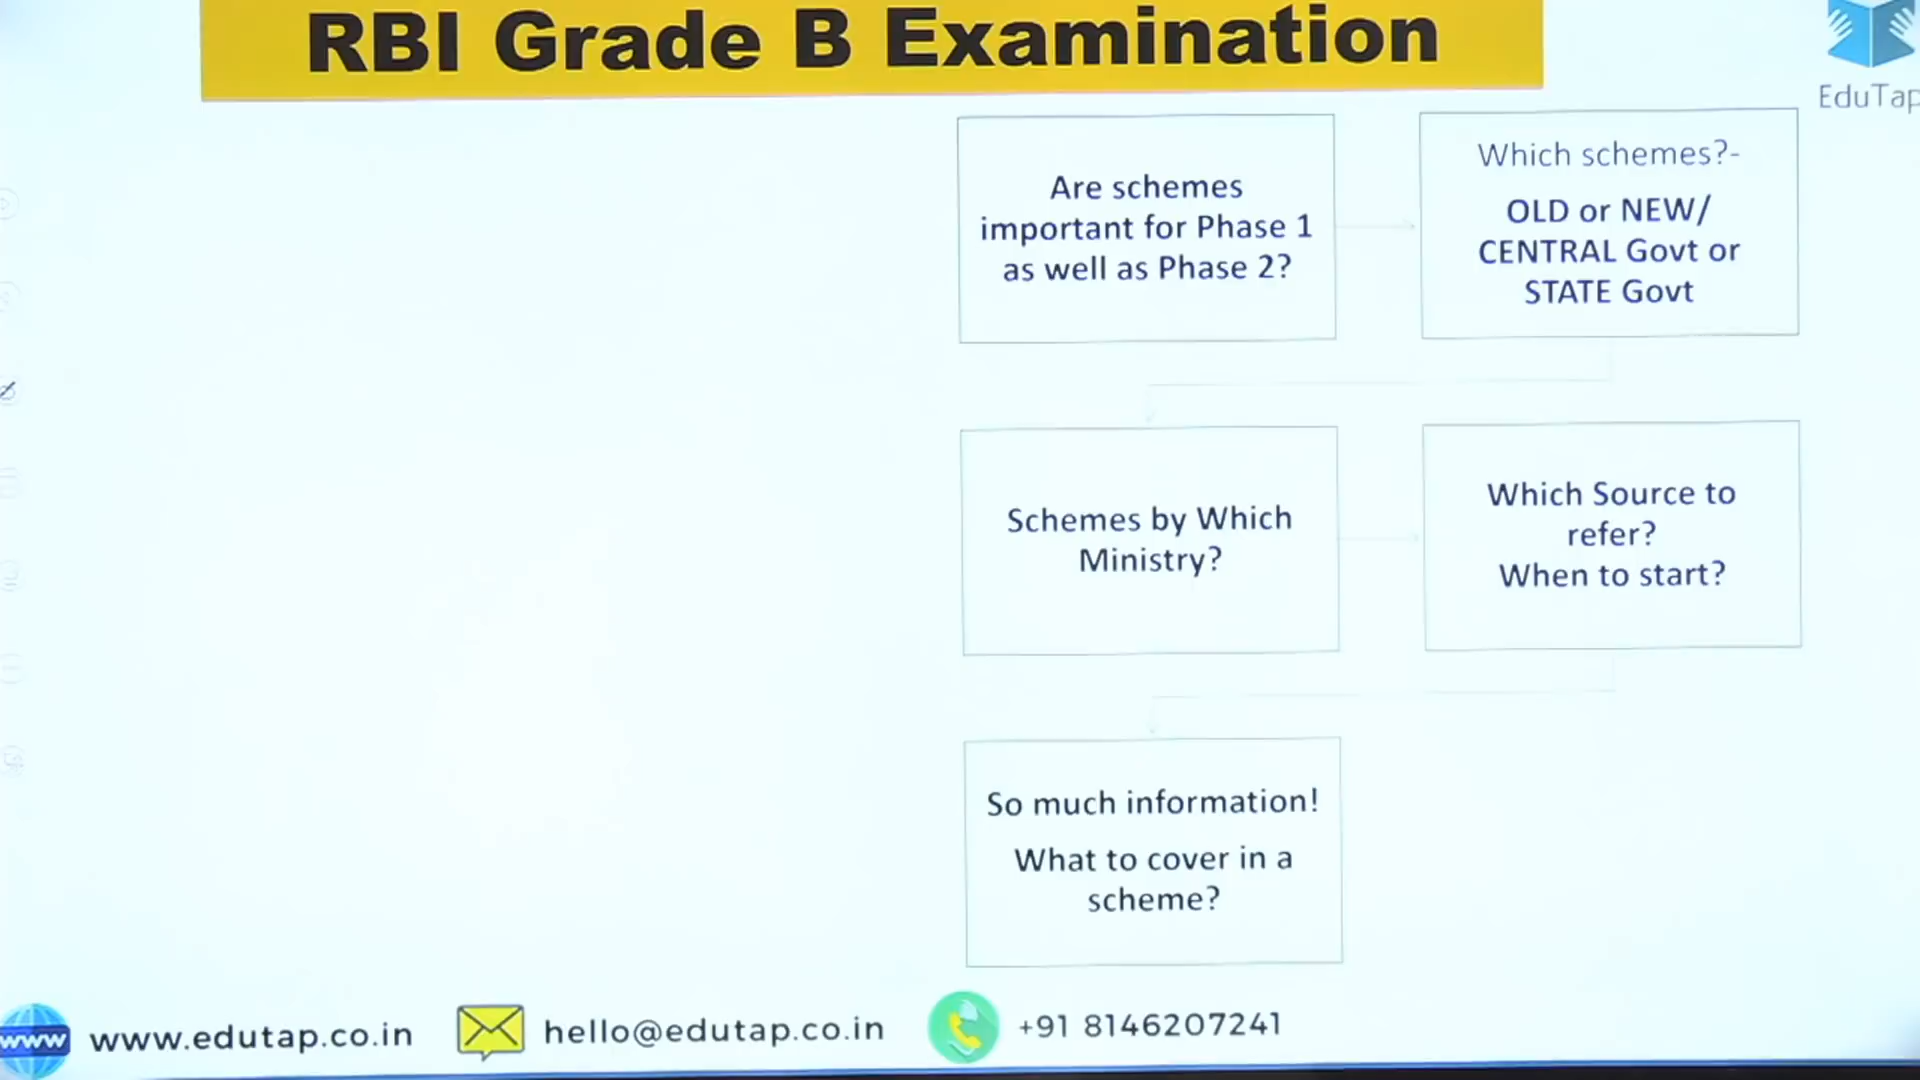 RBI Grade B Examination
EduTap
Are schemes
important for Phase 1
as well as Phase 2?
Which schemes?-
OLD or NEW/
CENTRAL Govt or
STATE Govt
Schemes by Which
Ministry?
Which Source to
refer?
When to start?
So much information!
What to cover in a
scheme?
www
www.edutap.co.in
hello@edutap.co.in
+91 8146207241